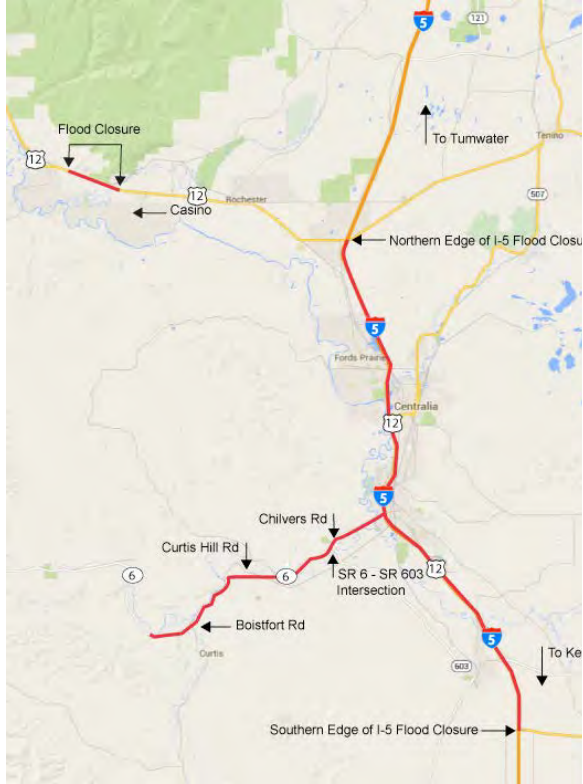 5
121
Flood Closure
To Tumwater
Tenino
12
12
507
Rochester
Casino
Northern Edge of I-5 Flood Closu
5
Fords Prairie
Centralia
12
5
Chilvers Rd
Curtis Hill Rd
6
6
SR 6 - SR 603
Intersection
12
Boistfort Rd
5
Curtis
603
To Ke
Southern Edge of I-5 Flood Closure